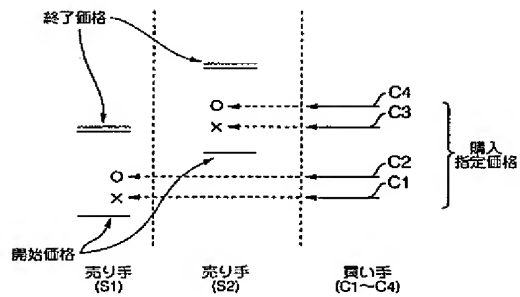 終了価格
C4
C3
購入
指定価格
C2
C1
開始価格
売り手
(S1)
売り手
(S2)
買い手
(C1～C4)